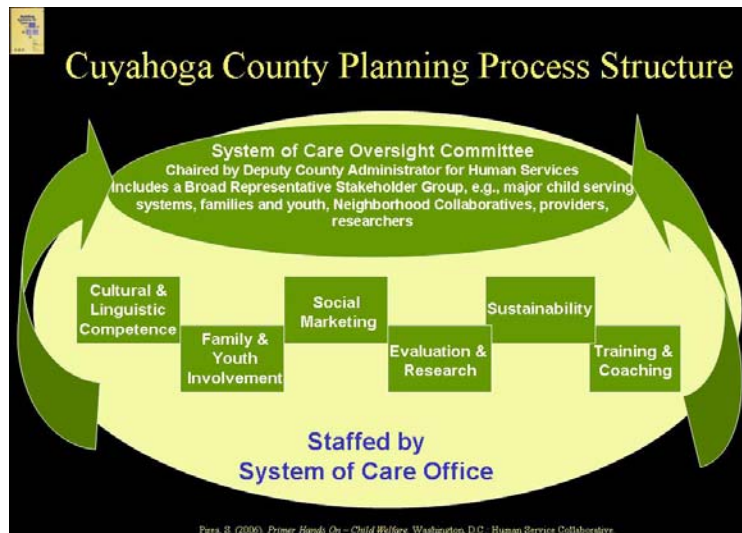 Cuyahoga County Planning Process Structure
System of Care Oversight Committee
Chaired by Deputy County Administrator for Human Services
Includes a Broad Representative Stakeholder Group, e.g., major child serving
systems, families and youth, Neighborhood Collaboratives, providers,
researchers
Cultural &
Linguistic
Competence
Family &
Youth
Involvement
Social
Marketing
Evaluation &
Research
Sustainability
Training &
Coaching
Staffed by
System of Care Office
S. (2006). Primer Hands On – Child Welfare. Washington, D.C.: Human Service Collaborative.